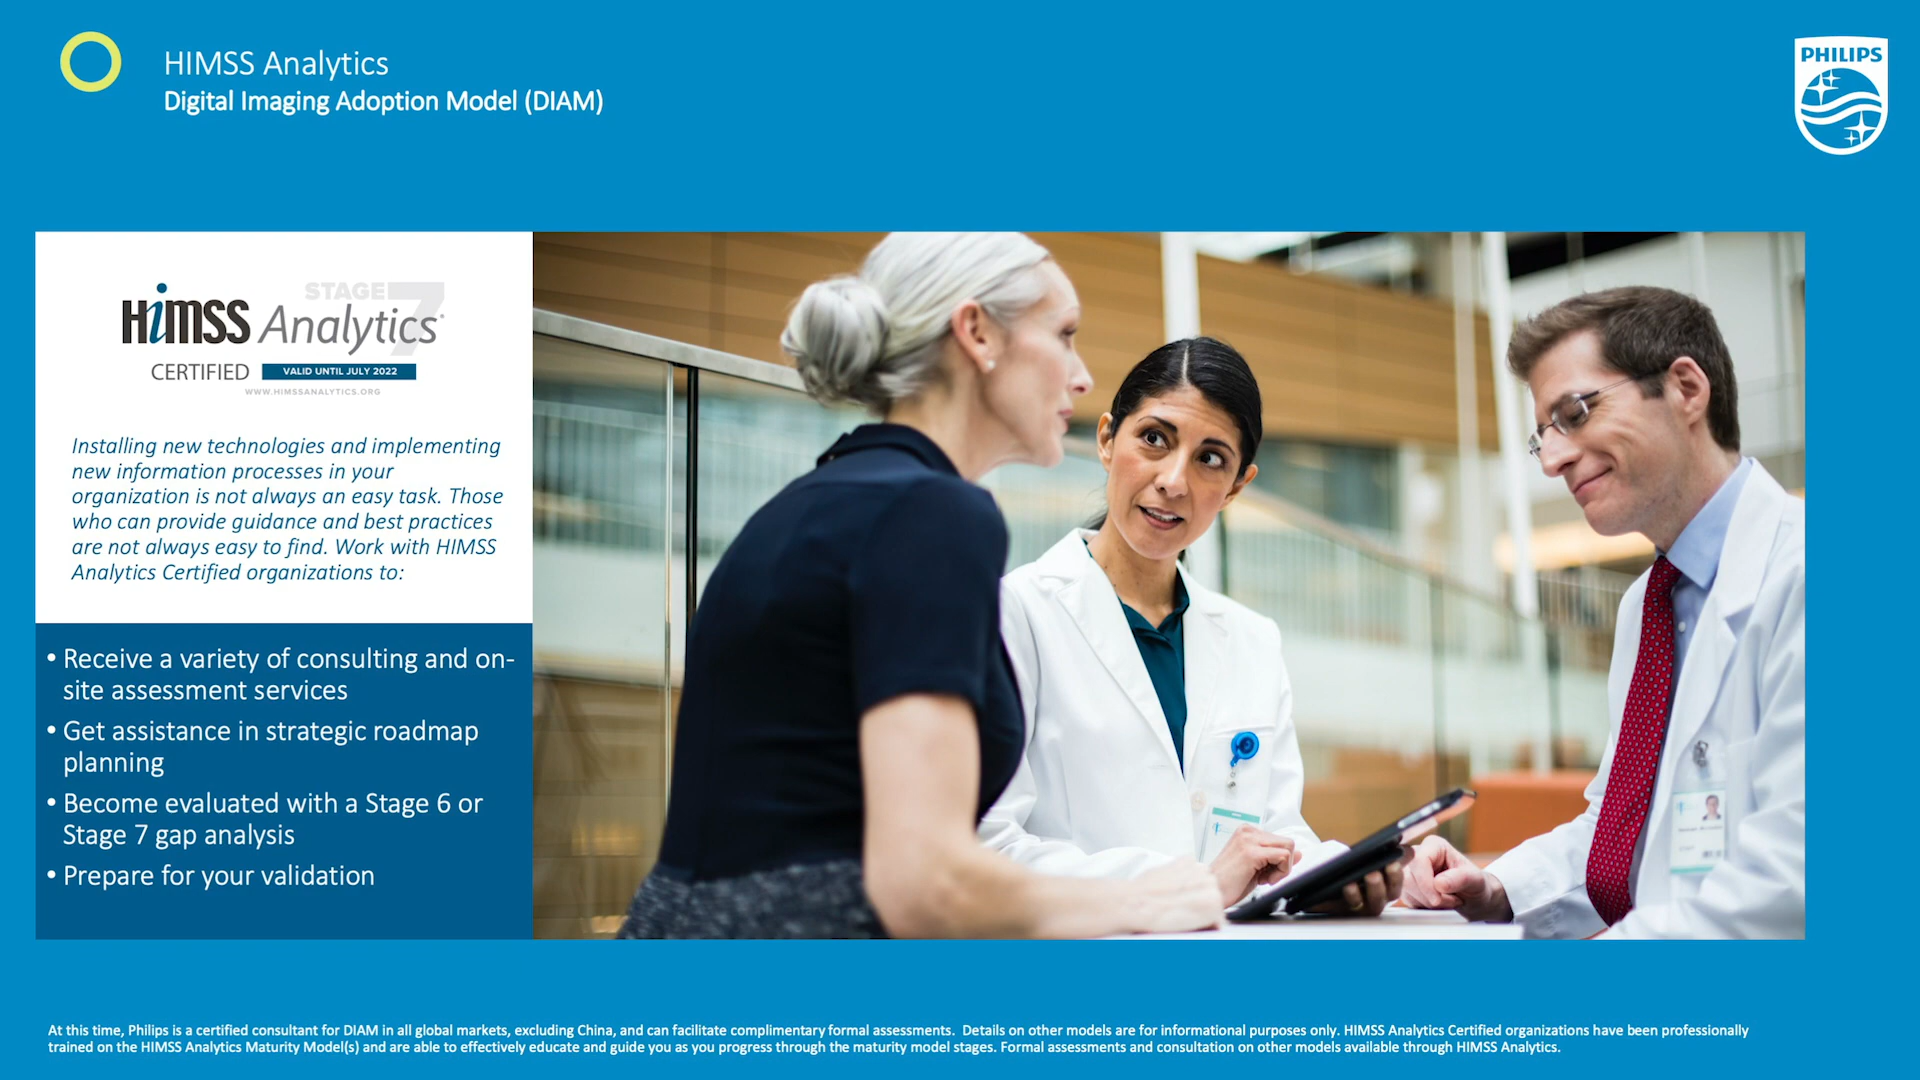 HIMSS Analytics
Digital Imaging Adoption Model (DIAM)
PHILIPS
STAGE 7
HIMSS Analytics
CERTIFIED VALID UNTIL JULY 2022
WWW.HIMSSANALYTICS.ORG
Installing new technologies and implementing
new information processes in your
organization is not always an easy task. Those
who can provide guidance and best practices
are not always easy to find. Work with HIMSS
Analytics Certified organizations to:
• Receive a variety of consulting and on-
site assessment services
• Get assistance in strategic roadmap
planning
• Become evaluated with a Stage 6 or
Stage 7 gap analysis
• Prepare for your validation
At this time, Philips is a certified consultant for DIAM in all global markets, excluding China, and can facilitate complimentary formal assessments.  Details on other models are for informational purposes only. HIMSS Analytics Certified organizations have been professionally
trained on the HIMSS Analytics Maturity Model(s) and are able to effectively educate and guide you as you progress through the maturity model stages. Formal assessments and consultation on other models available through HIMSS Analytics.